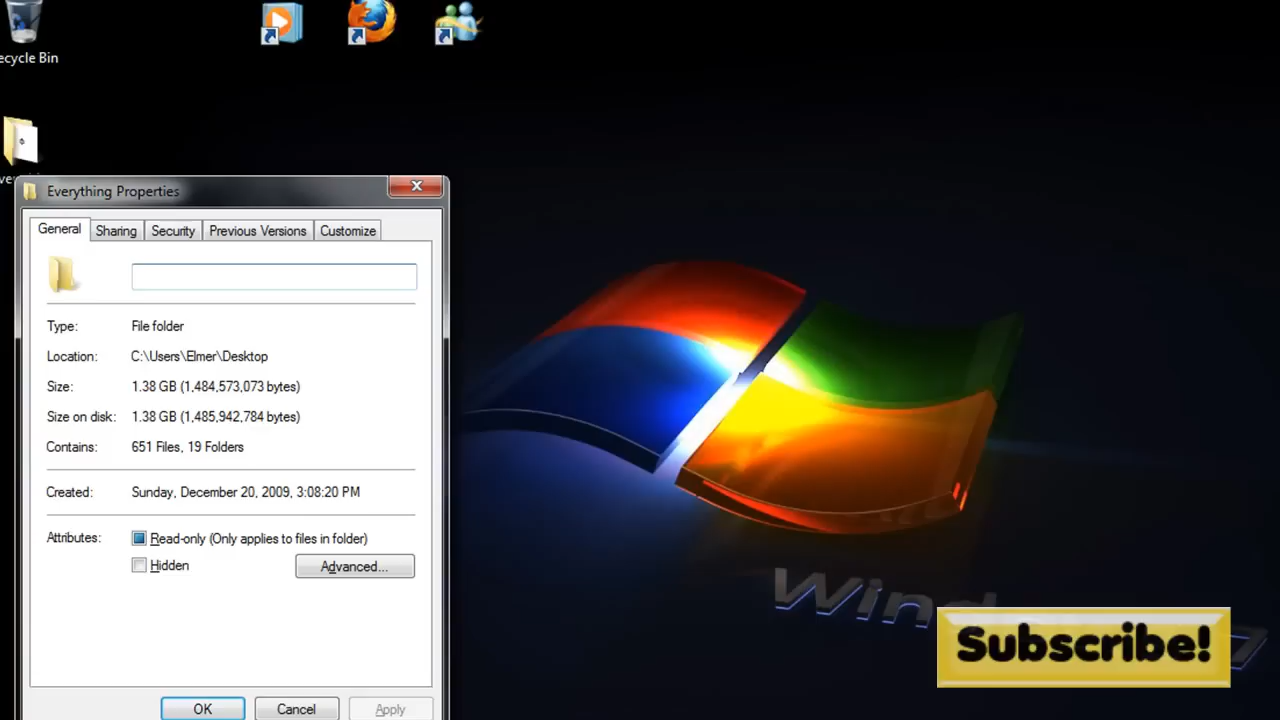 ecycle Bin
Everything Properties
General
Sharing
Security
Previous Versions
Customize
Type: File folder
Location: C:\Users\Elmer\Desktop
Size: 1.38 GB (1,484,573,073 bytes)
Size on disk: 1.38 GB (1,485,942,784 bytes)
Contains: 651 Files, 19 Folders
Created: Sunday, December 20, 2009, 3:08:20 PM
Attributes: Read-only (Only applies to files in folder)
Hidden
Advanced...
OK
Cancel
Apply
Wind
Subscribe!
7